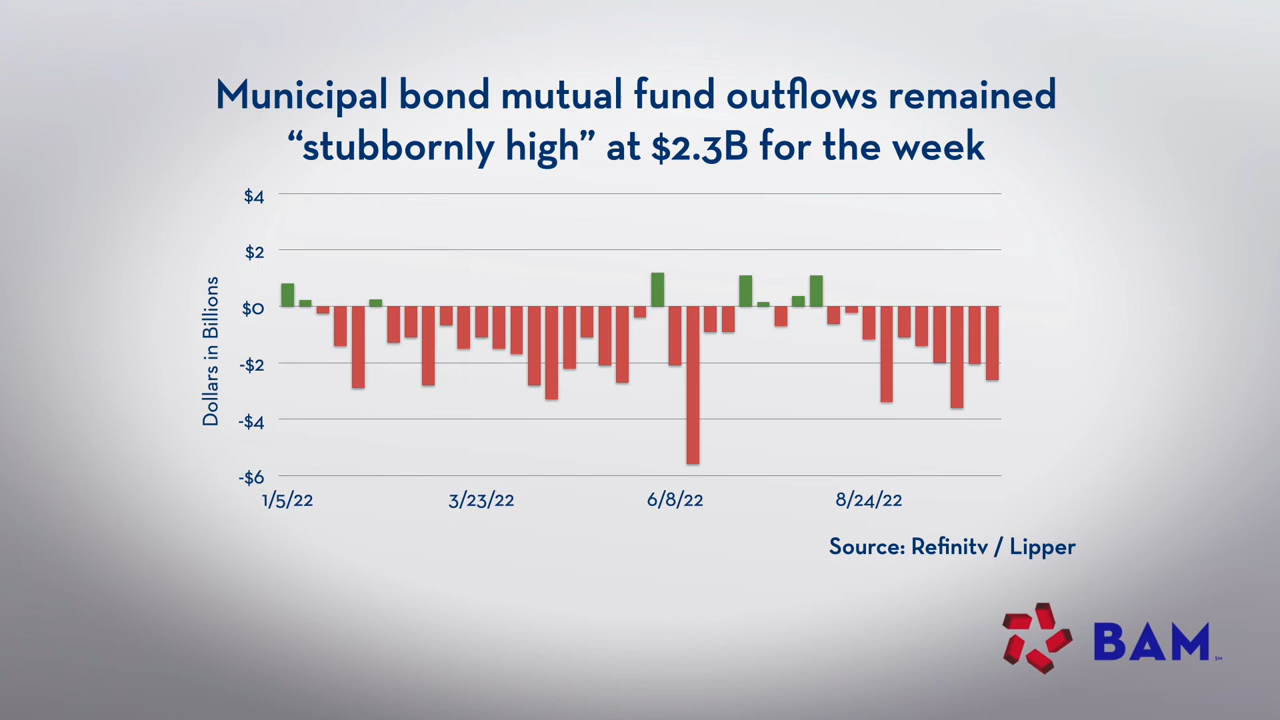 Municipal bond mutual fund outflows remained
“stubbornly high” at $2.3B for the week
$4
$2
$0
-$2
-$4
-$6
Dollars in Billions
1/5/22 3/23/22 6/8/22 8/24/22
Source: Refinitv / Lipper
BAM℠